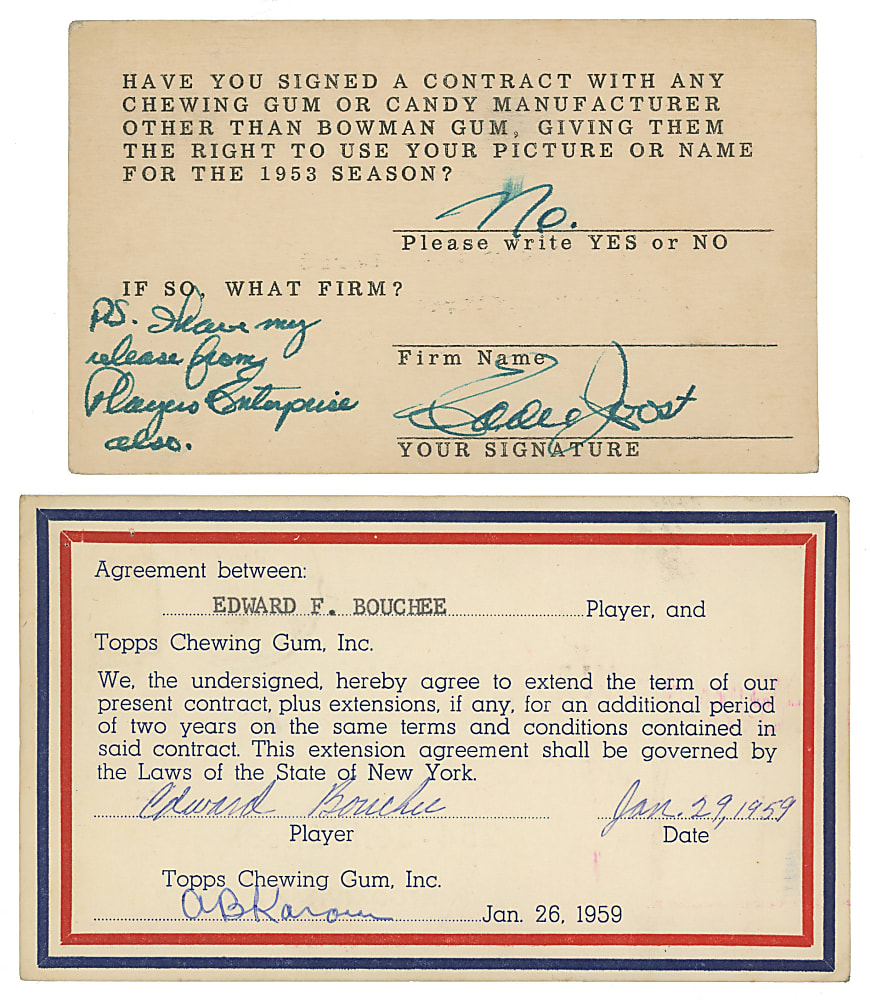 HAVE YOU SIGNED A CONTRACT WITH ANY
CHEWING GUM OR CANDY MANUFACTURER
OTHER THAN BOWMAN GUM, GIVING THEM
THE RIGHT TO USE YOUR PICTURE OR NAME
FOR THE 1953 SEASON?
No.
Please write YES or NO
IF SO, WHAT FIRM?
P.S. I have my
release from
Players Enterprise
also.
Firm Name
Eddie Joost
YOUR SIGNATURE
Agreement between:
EDWARD F. BOUCHEE Player, and
Topps Chewing Gum, Inc.
We, the undersigned, hereby agree to extend the term of our
present contract, plus extensions, if any, for an additional period
of two years on the same terms and conditions contained in
said contract. This extension agreement shall be governed by
the Laws of the State of New York.
Edward Bouchee Jan. 29, 1959
Player Date
Topps Chewing Gum, Inc.
Jan. 26, 1959